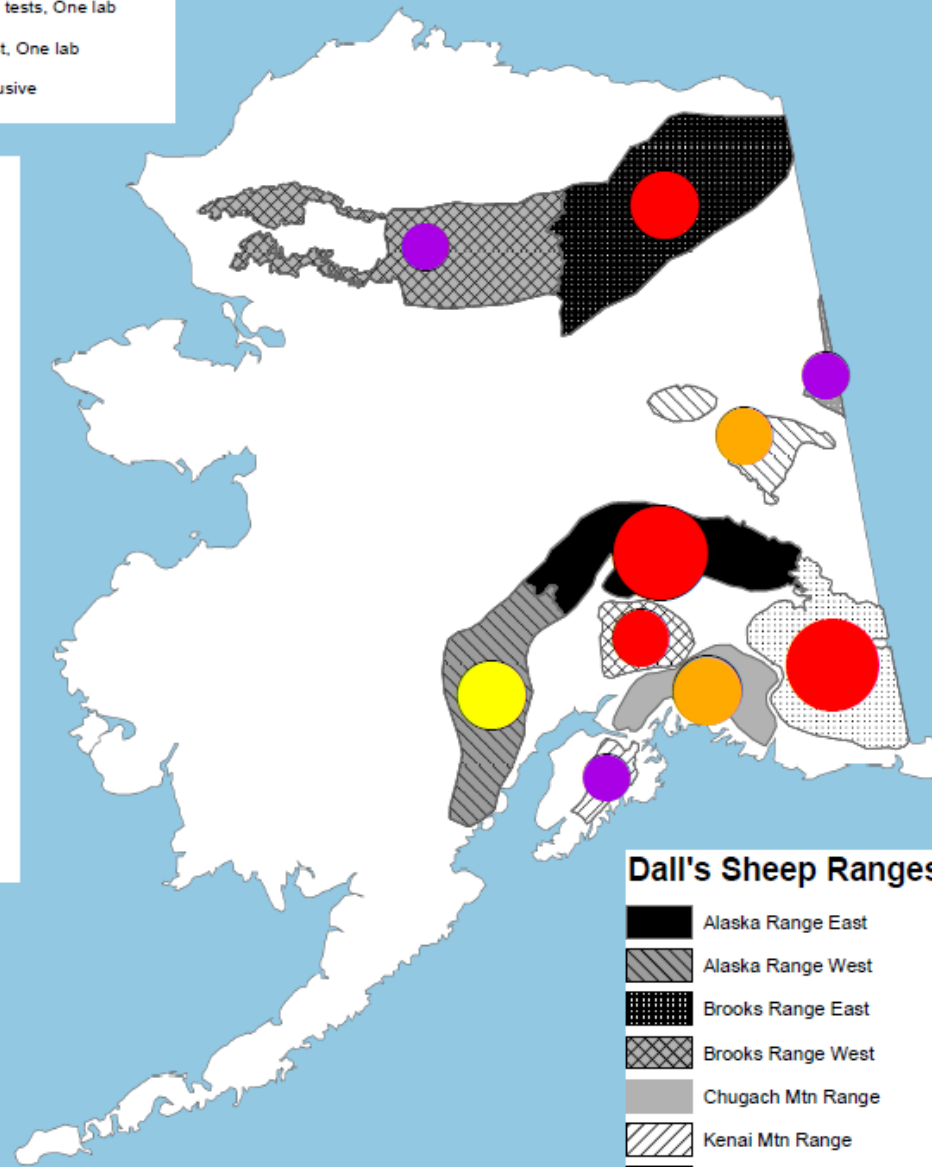 tests, One lab
t, One lab
usive
Dall's Sheep Ranges
Alaska Range East
Alaska Range West
Brooks Range East
Brooks Range West
Chugach Mtn Range
Kenai Mtn Range